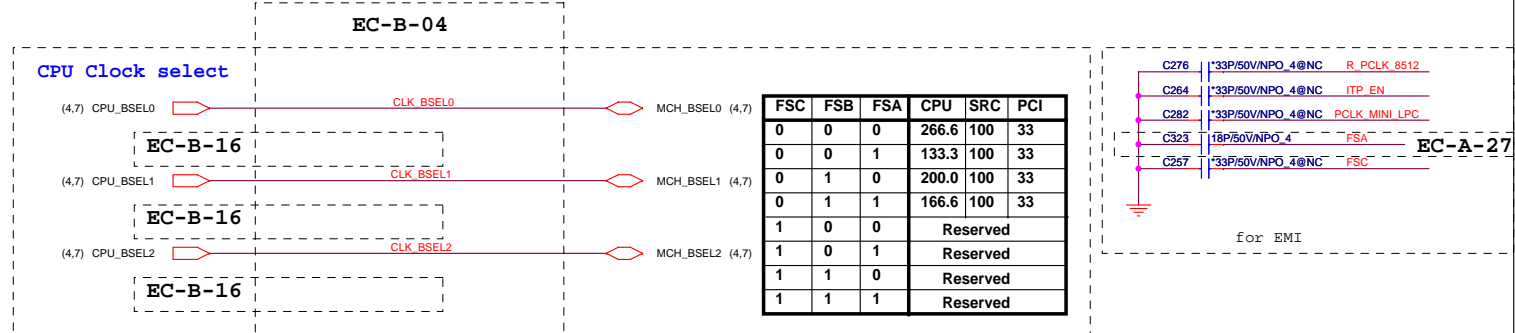 EC-B-04
CPU Clock select
(4,7) CPU_BSEL0 CLK_BSEL0 MCH_BSEL0 (4,7)
EC-B-16
(4,7) CPU_BSEL1 CLK_BSEL1 MCH_BSEL1 (4,7)
EC-B-16
(4,7) CPU_BSEL2 CLK_BSEL2 MCH_BSEL2 (4,7)
EC-B-16
FSC FSB FSA CPU SRC PCI
0 0 0 266.6 100 33
0 0 1 133.3 100 33
0 1 0 200.0 100 33
0 1 1 166.6 100 33
1 0 0 Reserved
1 0 1 Reserved
1 1 0 Reserved
1 1 1 Reserved
C276 *33P/50V/NPO_4@NC R_PCLK_8512
C264 *33P/50V/NPO_4@NC ITP_EN
C282 *33P/50V/NPO_4@NC PCLK_MINI_LPC
C323 18P/50V/NPO_4 FSA EC-A-27
C257 *33P/50V/NPO_4@NC FSC
for EMI